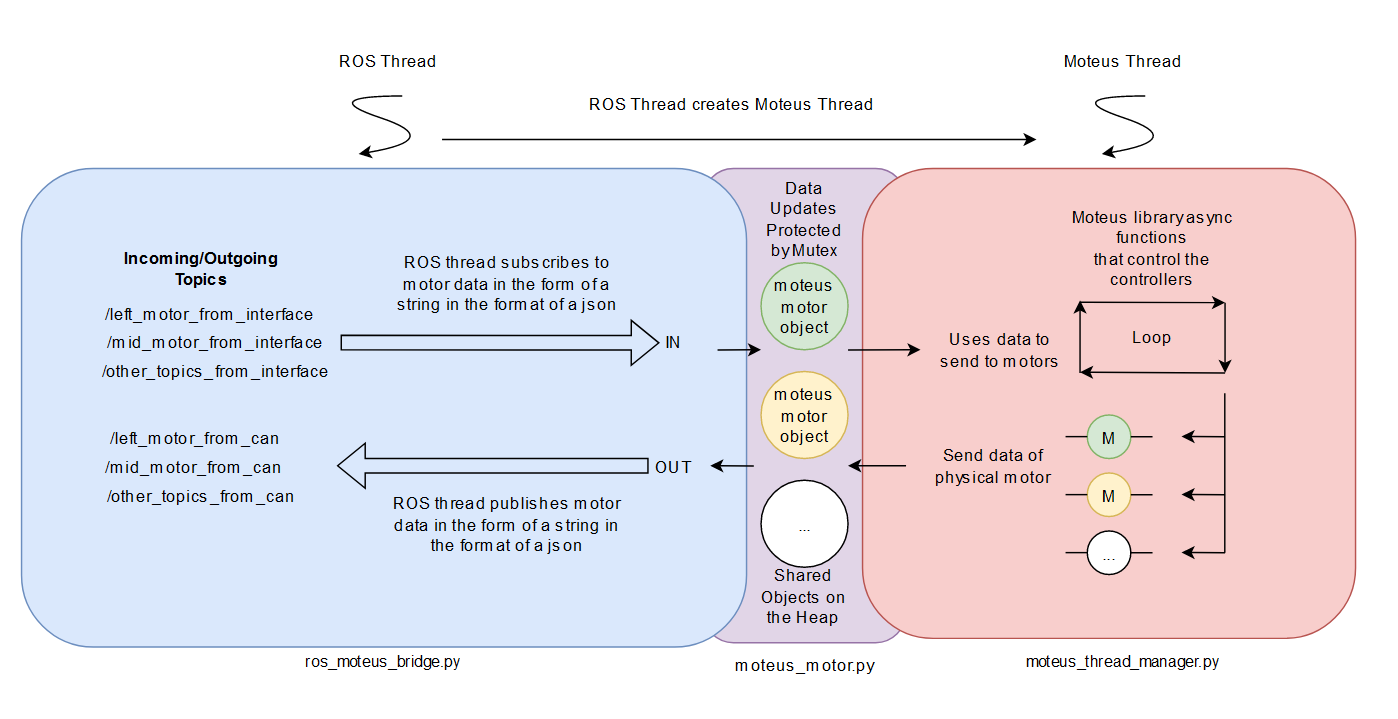 ROS Thread
Moteus Thread
ROS Thread creates Moteus Thread
Incoming/Outgoing
Topics
/left_motor_from_interface
/mid_motor_from_interface
/other_topics_from_interface
/left_motor_from_can
/mid_motor_from_can
/other_topics_from_can
ROS thread subscribes to
motor data in the form of a
string in the format of a json
IN
OUT
ROS thread publishes motor
data in the form of a string in
the format of a json
ros_moteus_bridge.py
Data
Updates
Protected
by Mutex
moteus
motor
object
moteus
motor
object
...
Shared
Objects on
the Heap
moteus_motor.py
Moteus library async
functions
that control the
controllers
Uses data to
send to motors
Loop
Send data of
physical motor
M
M
...
moteus_thread_manager.py